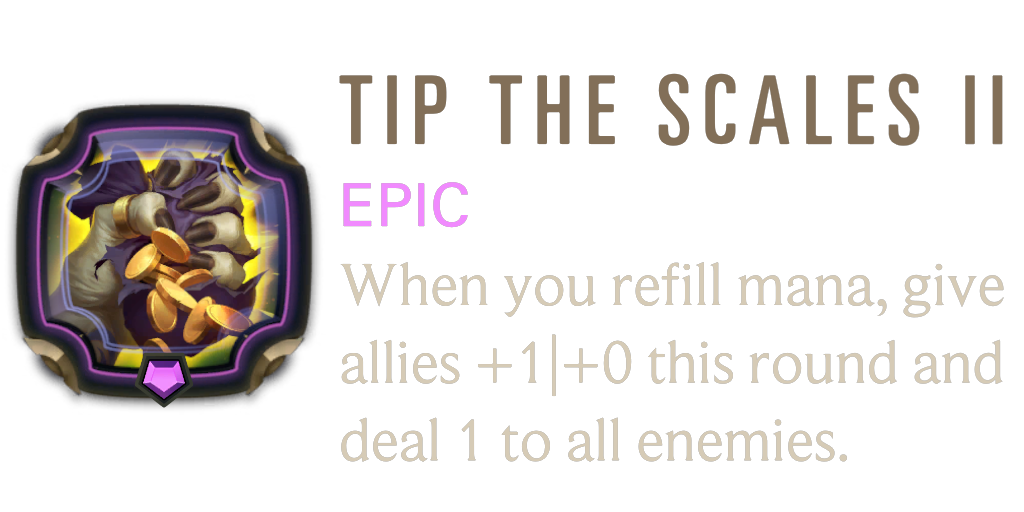 TIP THE SCALES II
EPIC
When you refill mana, give
allies +1|+0 this round and
deal 1 to all enemies.